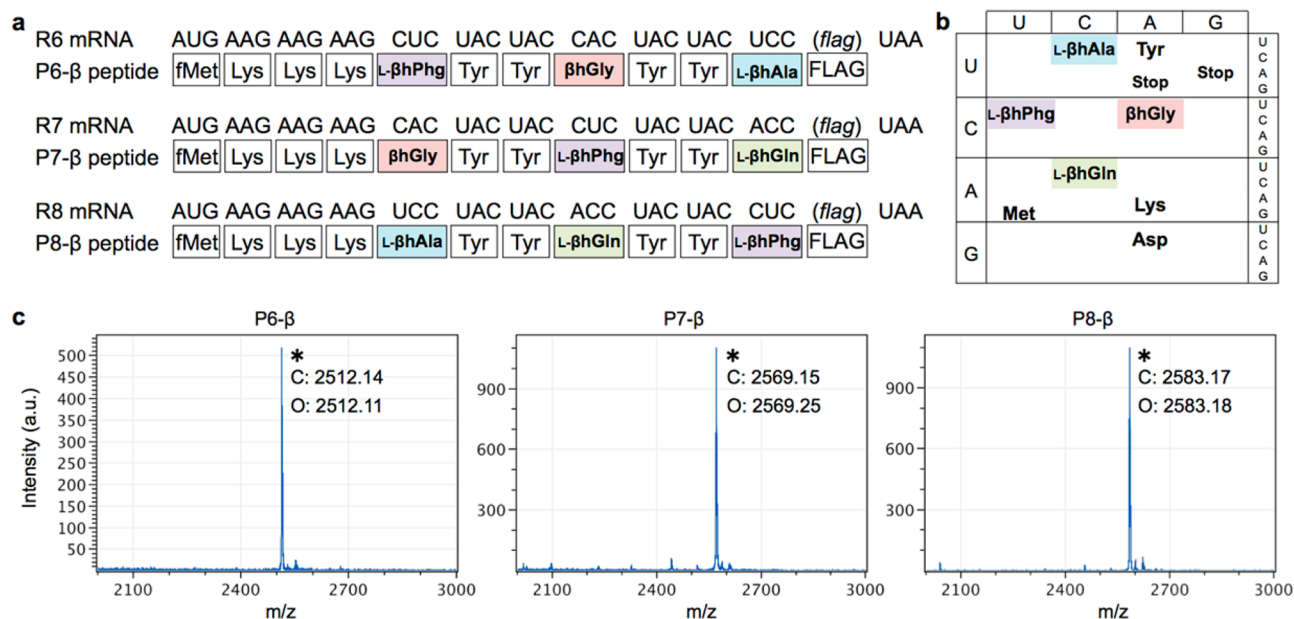 a
R6 mRNA AUG AAG AAG AAG CUC UAC UAC CAC UAC UAC UCC (flag) UAA
P6-β peptide fMet Lys Lys Lys L-βhPhg Tyr Tyr βhGly Tyr Tyr L-βhAla FLAG
R7 mRNA AUG AAG AAG AAG CAC UAC UAC CUC UAC UAC ACC (flag) UAA
P7-β peptide fMet Lys Lys Lys βhGly Tyr Tyr L-βhPhg Tyr Tyr L-βhGln FLAG
R8 mRNA AUG AAG AAG AAG UCC UAC UAC ACC UAC UAC CUC (flag) UAA
P8-β peptide fMet Lys Lys Lys L-βhAla Tyr Tyr L-βhGln Tyr Tyr L-βhPhg FLAG
b
U C A G
U L-βhAla Tyr Stop Stop U C A G
C L-βhPhg βhGly U C A G
A Met L-βhGln Lys U C A G
G Asp U C A G
c
P6-β
Intensity (a.u.)
500
450
400
350
300
250
200
150
100
50
*
C: 2512.14
O: 2512.11
2100 2400 2700 3000
m/z
P7-β
900
600
300
*
C: 2569.15
O: 2569.25
2100 2400 2700 3000
m/z
P8-β
900
600
300
*
C: 2583.17
O: 2583.18
2100 2400 2700 3000
m/z